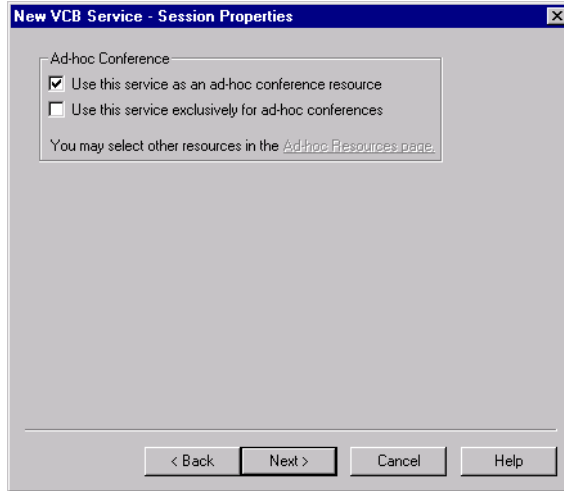 New VCB Service - Session Properties
Ad-hoc Conference
Use this service as an ad-hoc conference resource
Use this service exclusively for ad-hoc conferences
You may select other resources in the Ad-hoc Resources page.
< Back Next > Cancel Help